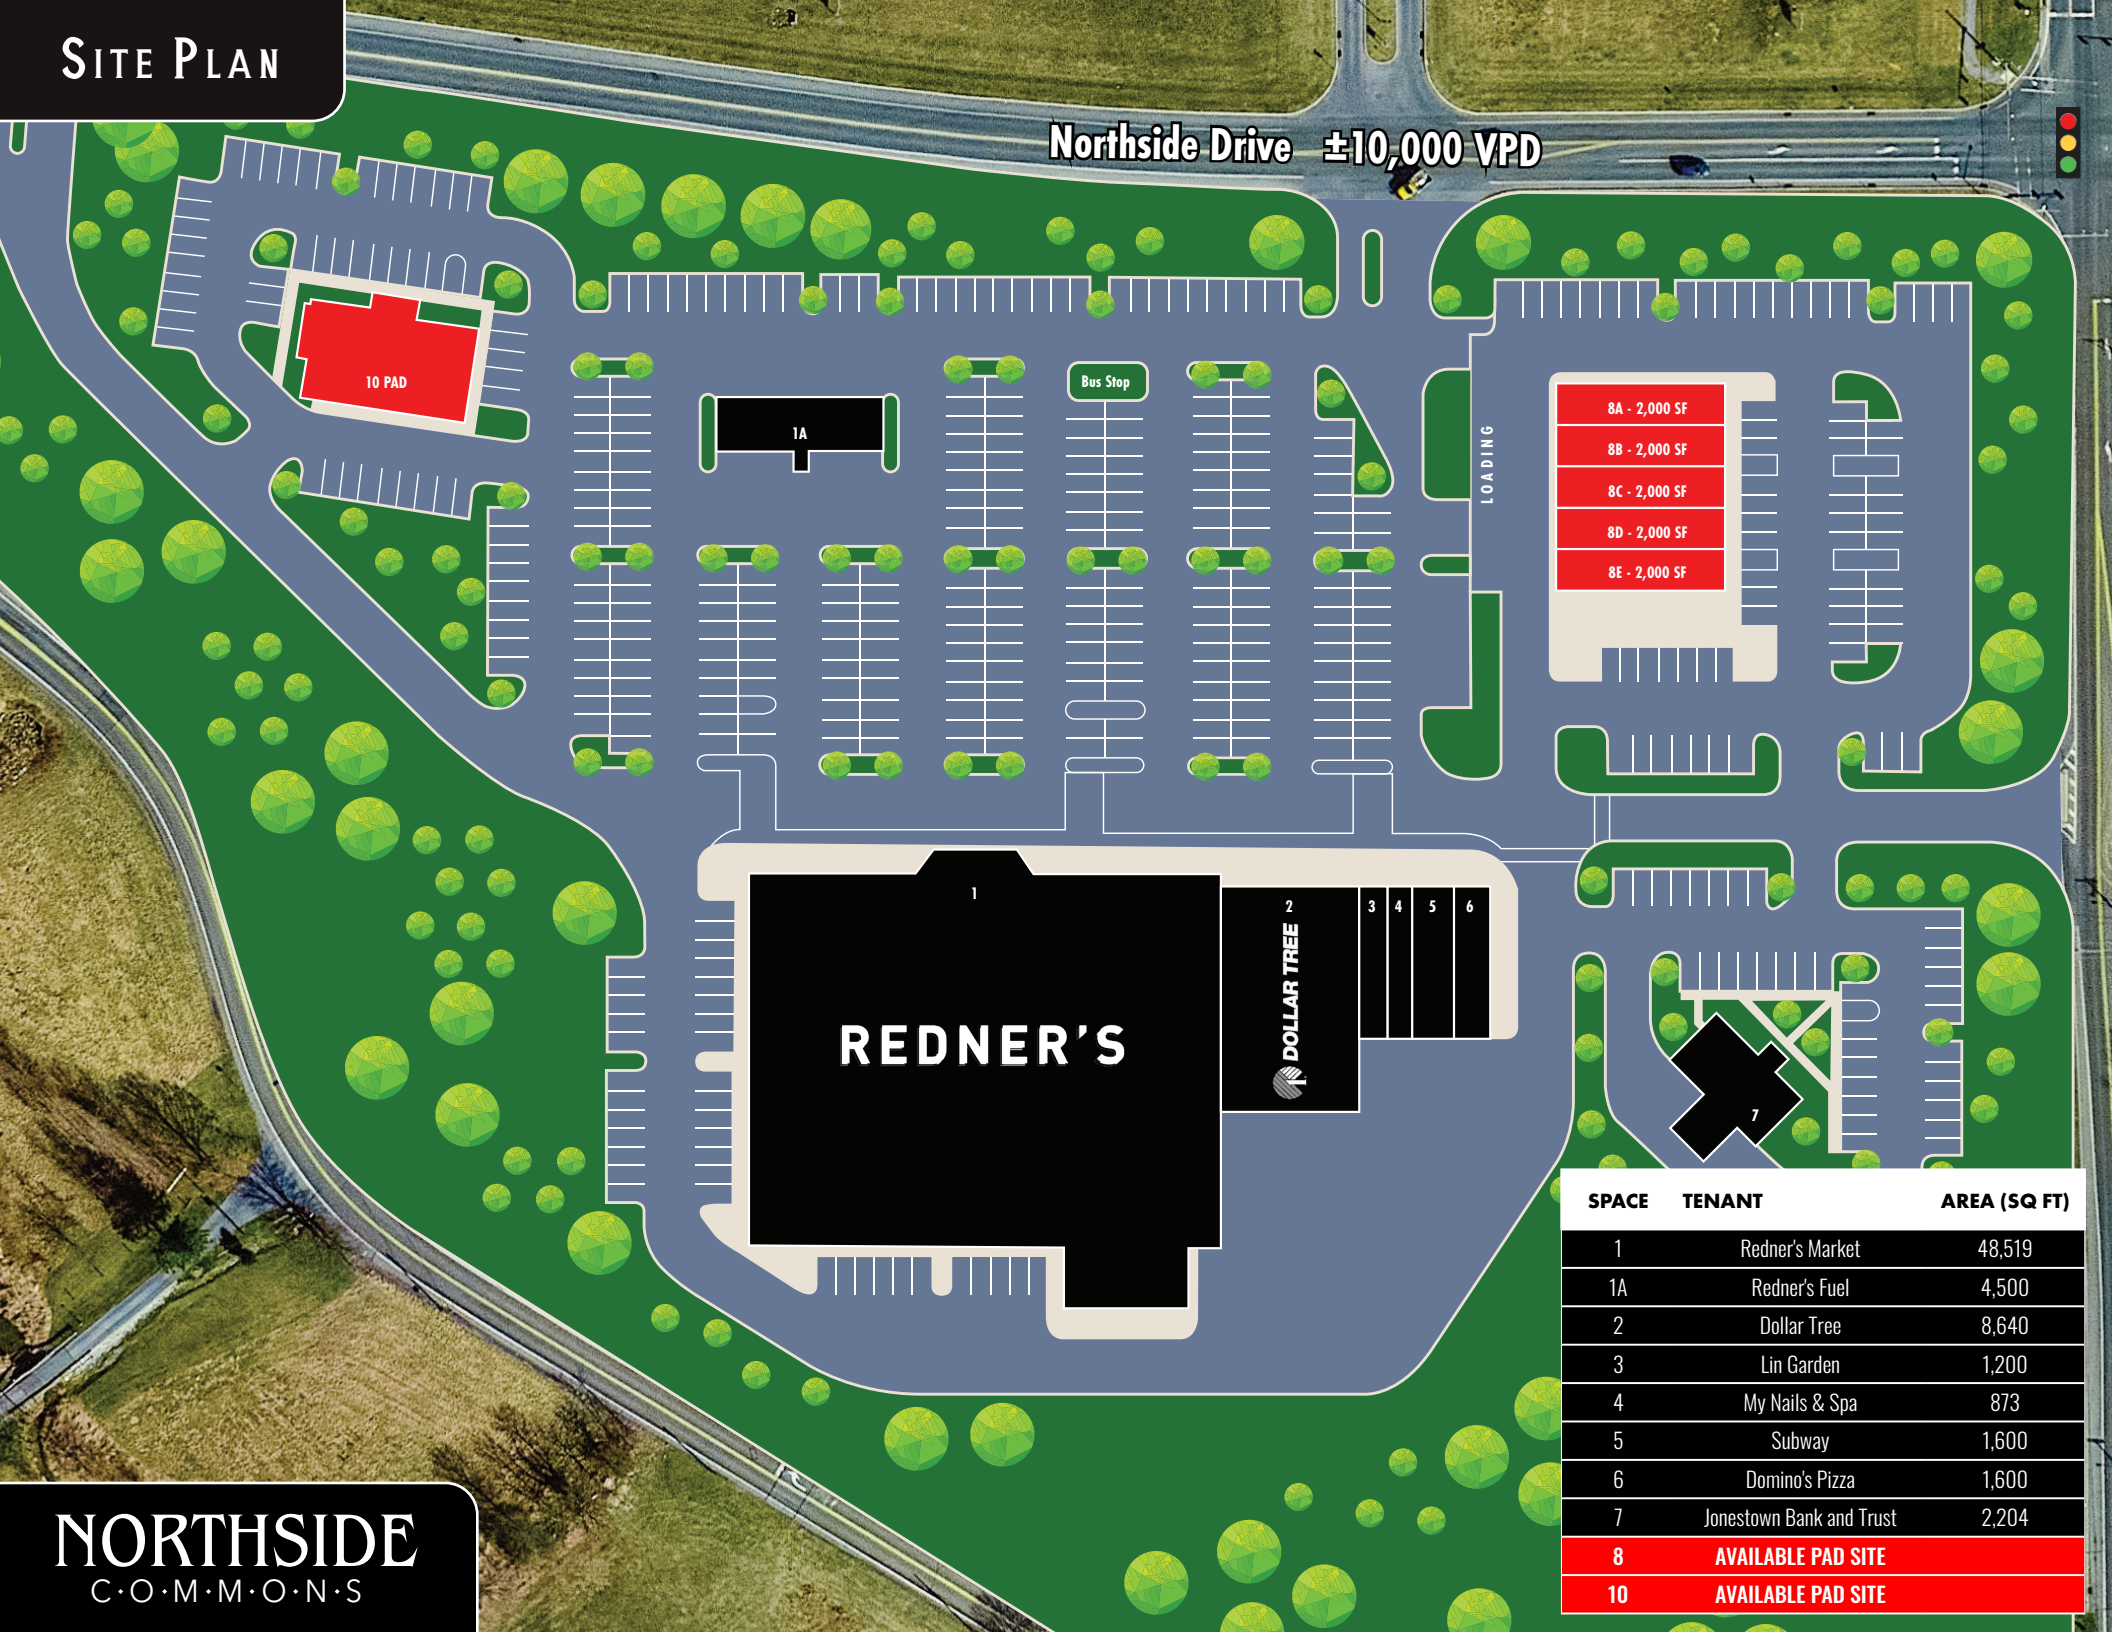 SITE PLAN
Northside Drive ±10,000 VPD
10 PAD
1A
Bus Stop
LOADING
8A - 2,000 SF
8B - 2,000 SF
8C - 2,000 SF
8D - 2,000 SF
8E - 2,000 SF
1
REDNER'S
2
DOLLAR TREE
3
4
5
6
7
SPACE TENANT AREA (SQ FT)
1 Redner's Market 48,519
1A Redner's Fuel 4,500
2 Dollar Tree 8,640
3 Lin Garden 1,200
4 My Nails & Spa 873
5 Subway 1,600
6 Domino's Pizza 1,600
7 Jonestown Bank and Trust 2,204
8 AVAILABLE PAD SITE
10 AVAILABLE PAD SITE
NORTHSIDE
C·O·M·M·O·N·S